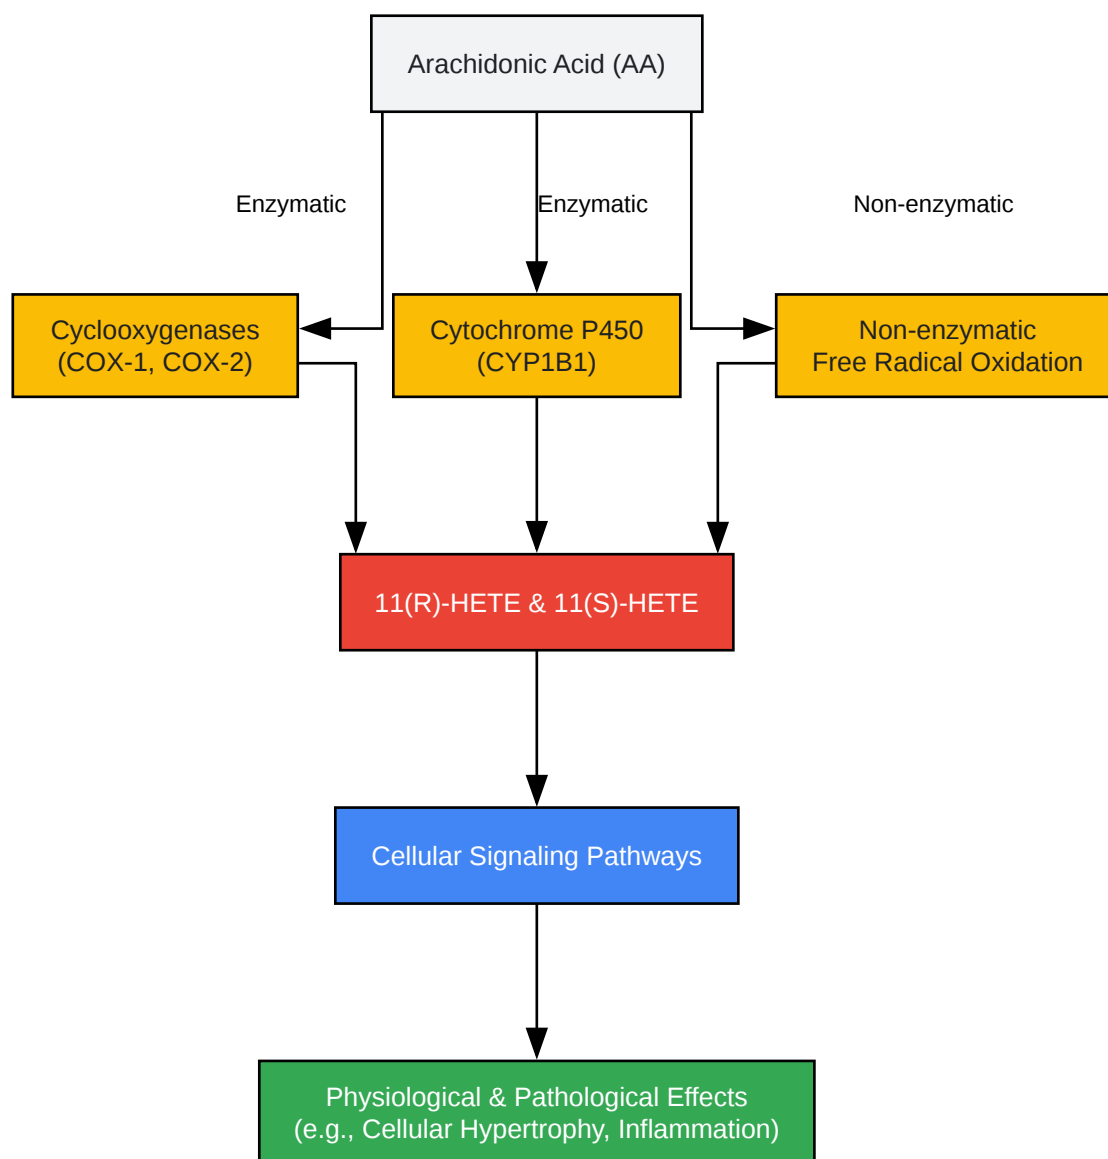 Arachidonic Acid (AA)
Enzymatic
Enzymatic
Non-enzymatic
Cyclooxygenases
(COX-1, COX-2)
Cytochrome P450
(CYP1B1)
Non-enzymatic
Free Radical Oxidation
11(R)-HETE & 11(S)-HETE
Cellular Signaling Pathways
Physiological & Pathological Effects
(e.g., Cellular Hypertrophy, Inflammation)